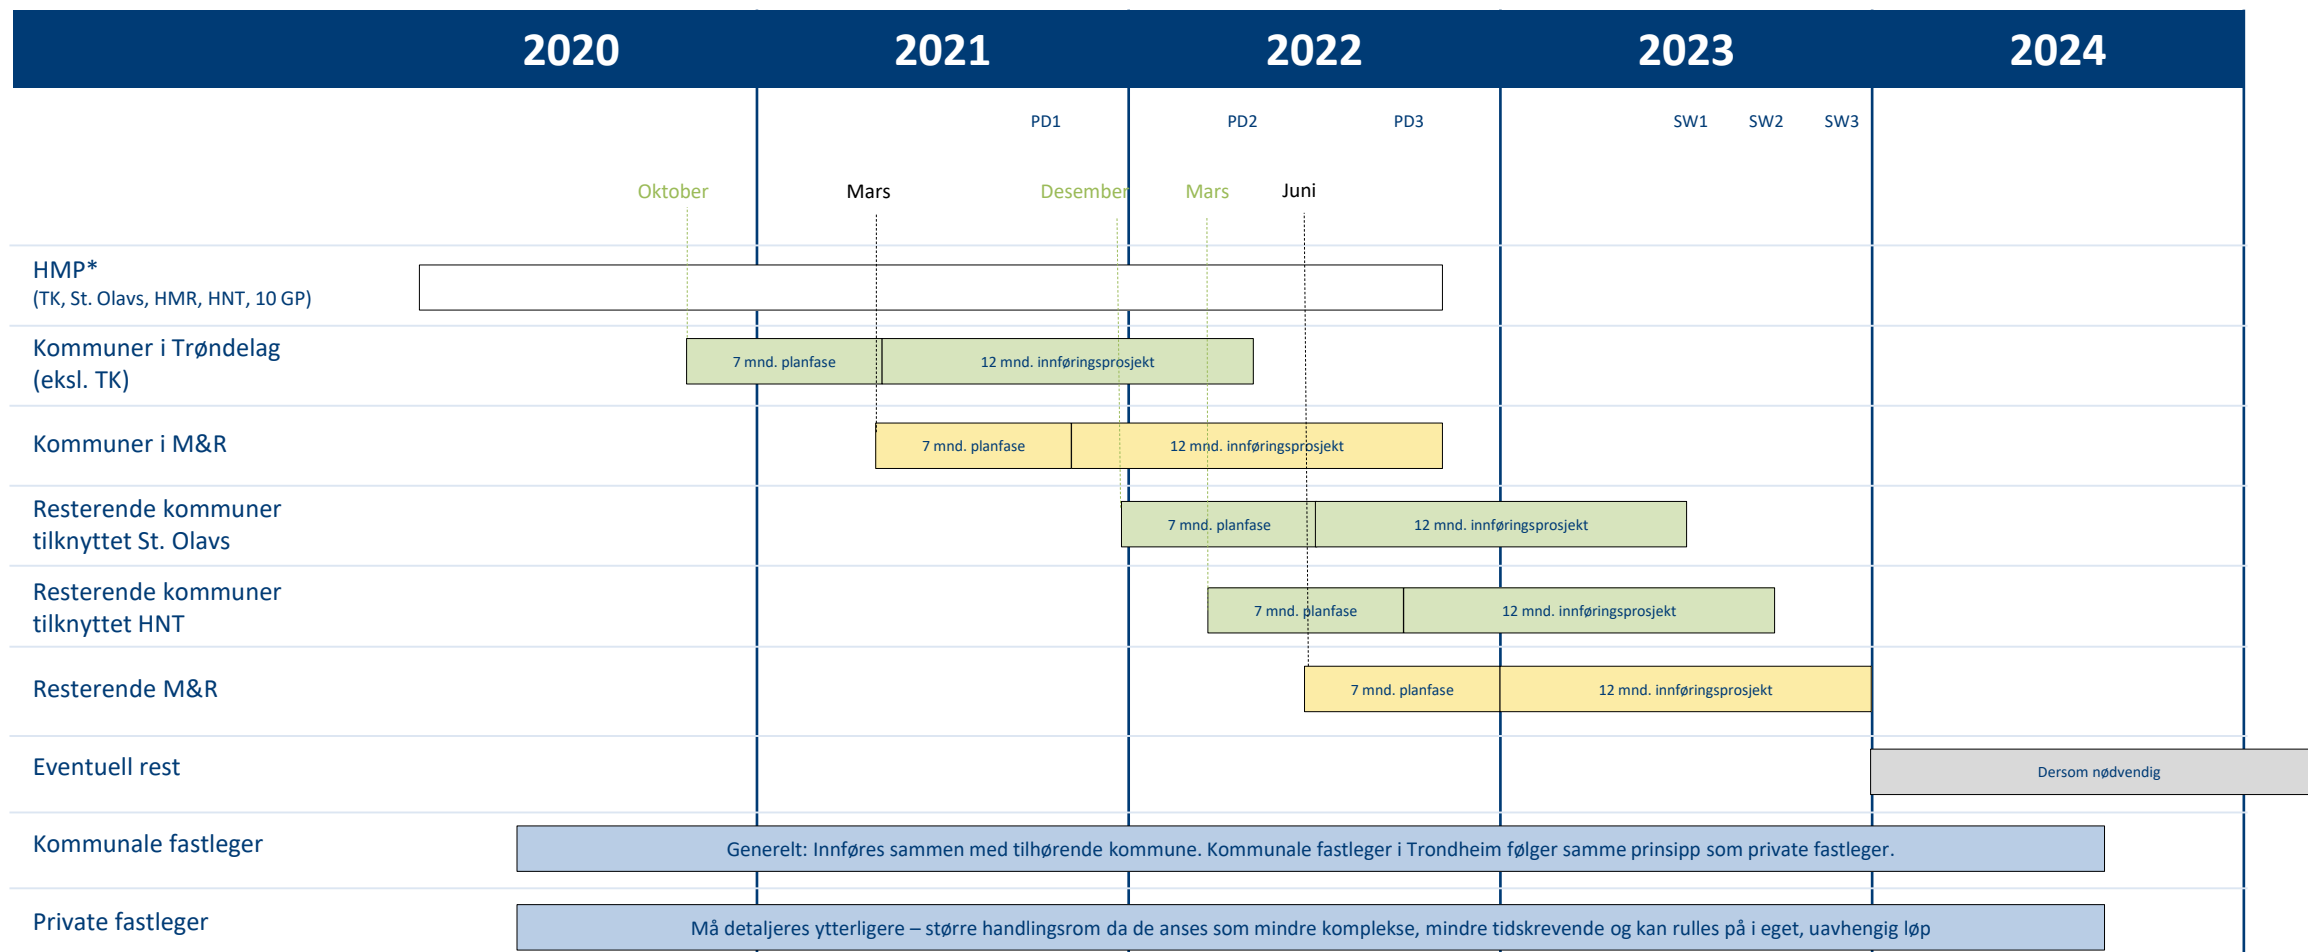 2020 2021 2022 2023 2024
PD1 PD2 PD3 SW1 SW2 SW3
Oktober Mars Desember Mars Juni
HMP*
(TK, St. Olavs, HMR, HNT, 10 GP)
Kommuner i Trøndelag
(eksl. TK)
7 mnd. planfase 12 mnd. innføringsprosjekt
Kommuner i M&R
7 mnd. planfase 12 mnd. innføringsprosjekt
Resterende kommuner
tilknyttet St. Olavs
7 mnd. planfase 12 mnd. innføringsprosjekt
Resterende kommuner
tilknyttet HNT
7 mnd. planfase 12 mnd. innføringsprosjekt
Resterende M&R
7 mnd. planfase 12 mnd. innføringsprosjekt
Eventuell rest
Dersom nødvendig
Kommunale fastleger
Generelt: Innføres sammen med tilhørende kommune. Kommunale fastleger i Trondheim følger samme prinsipp som private fastleger.
Private fastleger
Må detaljeres ytterligere – større handlingsrom da de anses som mindre komplekse, mindre tidskrevende og kan rulles på i eget, uavhengig løp